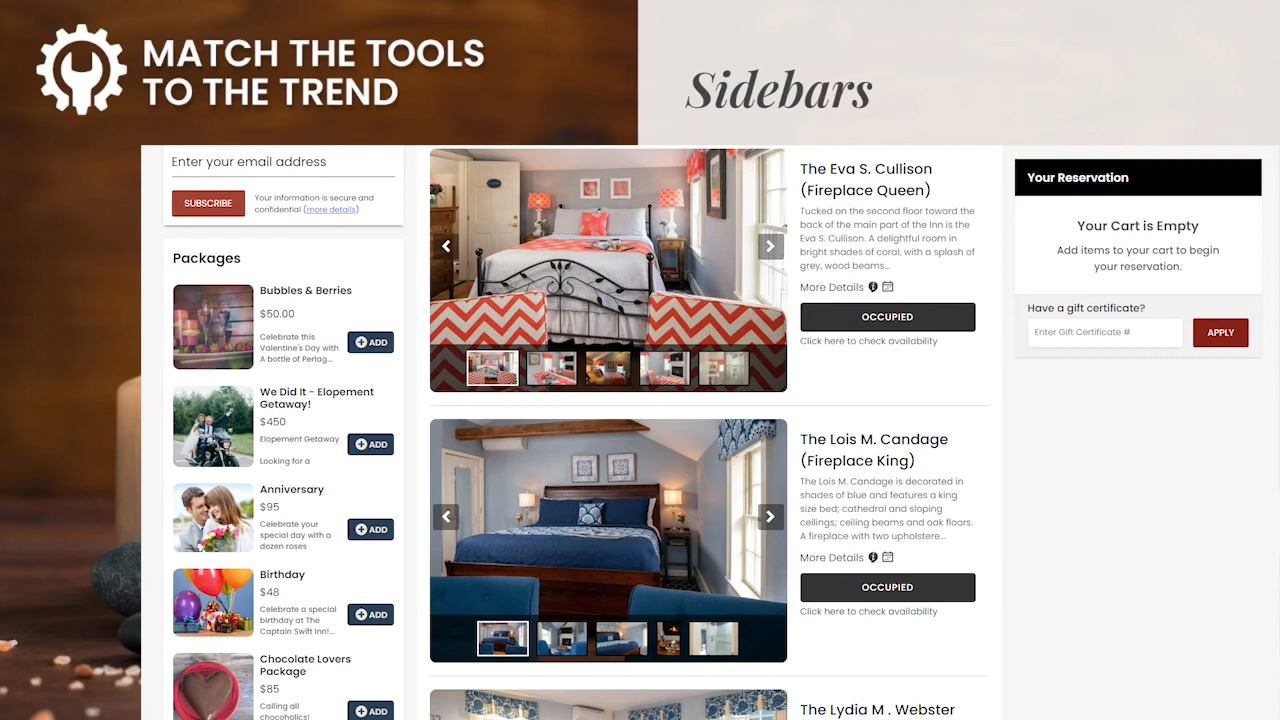 MATCH THE TOOLS
TO THE TREND
Sidebars
Enter your email address
SUBSCRIBE
Your information is secure and
confidential (more details)
Packages
Bubbles & Berries
$50.00
Celebrate this
Valentine's Day with
A bottle of Perlag...
ADD
We Did It - Elopement
Getaway!
$450
Elopement Getaway
Looking for a
ADD
Anniversary
$95
Celebrate your
special day with a
dozen roses
ADD
Birthday
$48
Celebrate a special
birthday at The
Captain Swift Inn!...
ADD
Chocolate Lovers
Package
$85
Calling all
chocoholics!
ADD
The Eva S. Cullison
(Fireplace Queen)
Tucked on the second floor toward the
back of the main part of the Inn is the
Eva S. Cullison. A delightful room in
bright shades of coral, with a splash of
grey, wood beams...
More Details
OCCUPIED
Click here to check availability
The Lois M. Candage
(Fireplace King)
The Lois M. Candage is decorated in
shades of blue and features a king
size bed; cathedral and sloping
ceilings; ceiling beams and oak floors.
A fireplace with two upholstere...
More Details
OCCUPIED
Click here to check availability
The Lydia M . Webster
Your Reservation
Your Cart is Empty
Add items to your cart to begin
your reservation.
Have a gift certificate?
Enter Gift Certificate #
APPLY